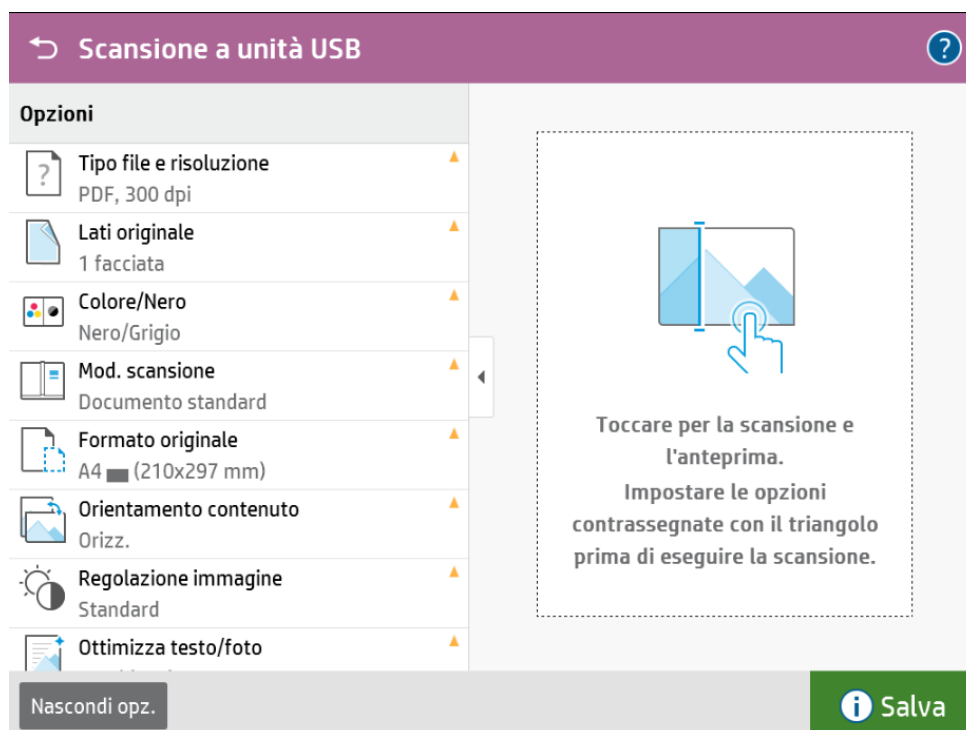 Scansione a unità USB
?
Opzioni
?
Tipo file e risoluzione
PDF, 300 dpi
Lati originale
1 facciata
Colore/Nero
Nero/Grigio
Mod. scansione
Documento standard
Formato originale
A4 (210x297 mm)
Orientamento contenuto
Orizz.
Regolazione immagine
Standard
Ottimizza testo/foto
Toccare per la scansione e
l'anteprima.
Impostare le opzioni
contrassegnate con il triangolo
prima di eseguire la scansione.
Nascondi opz.
i Salva